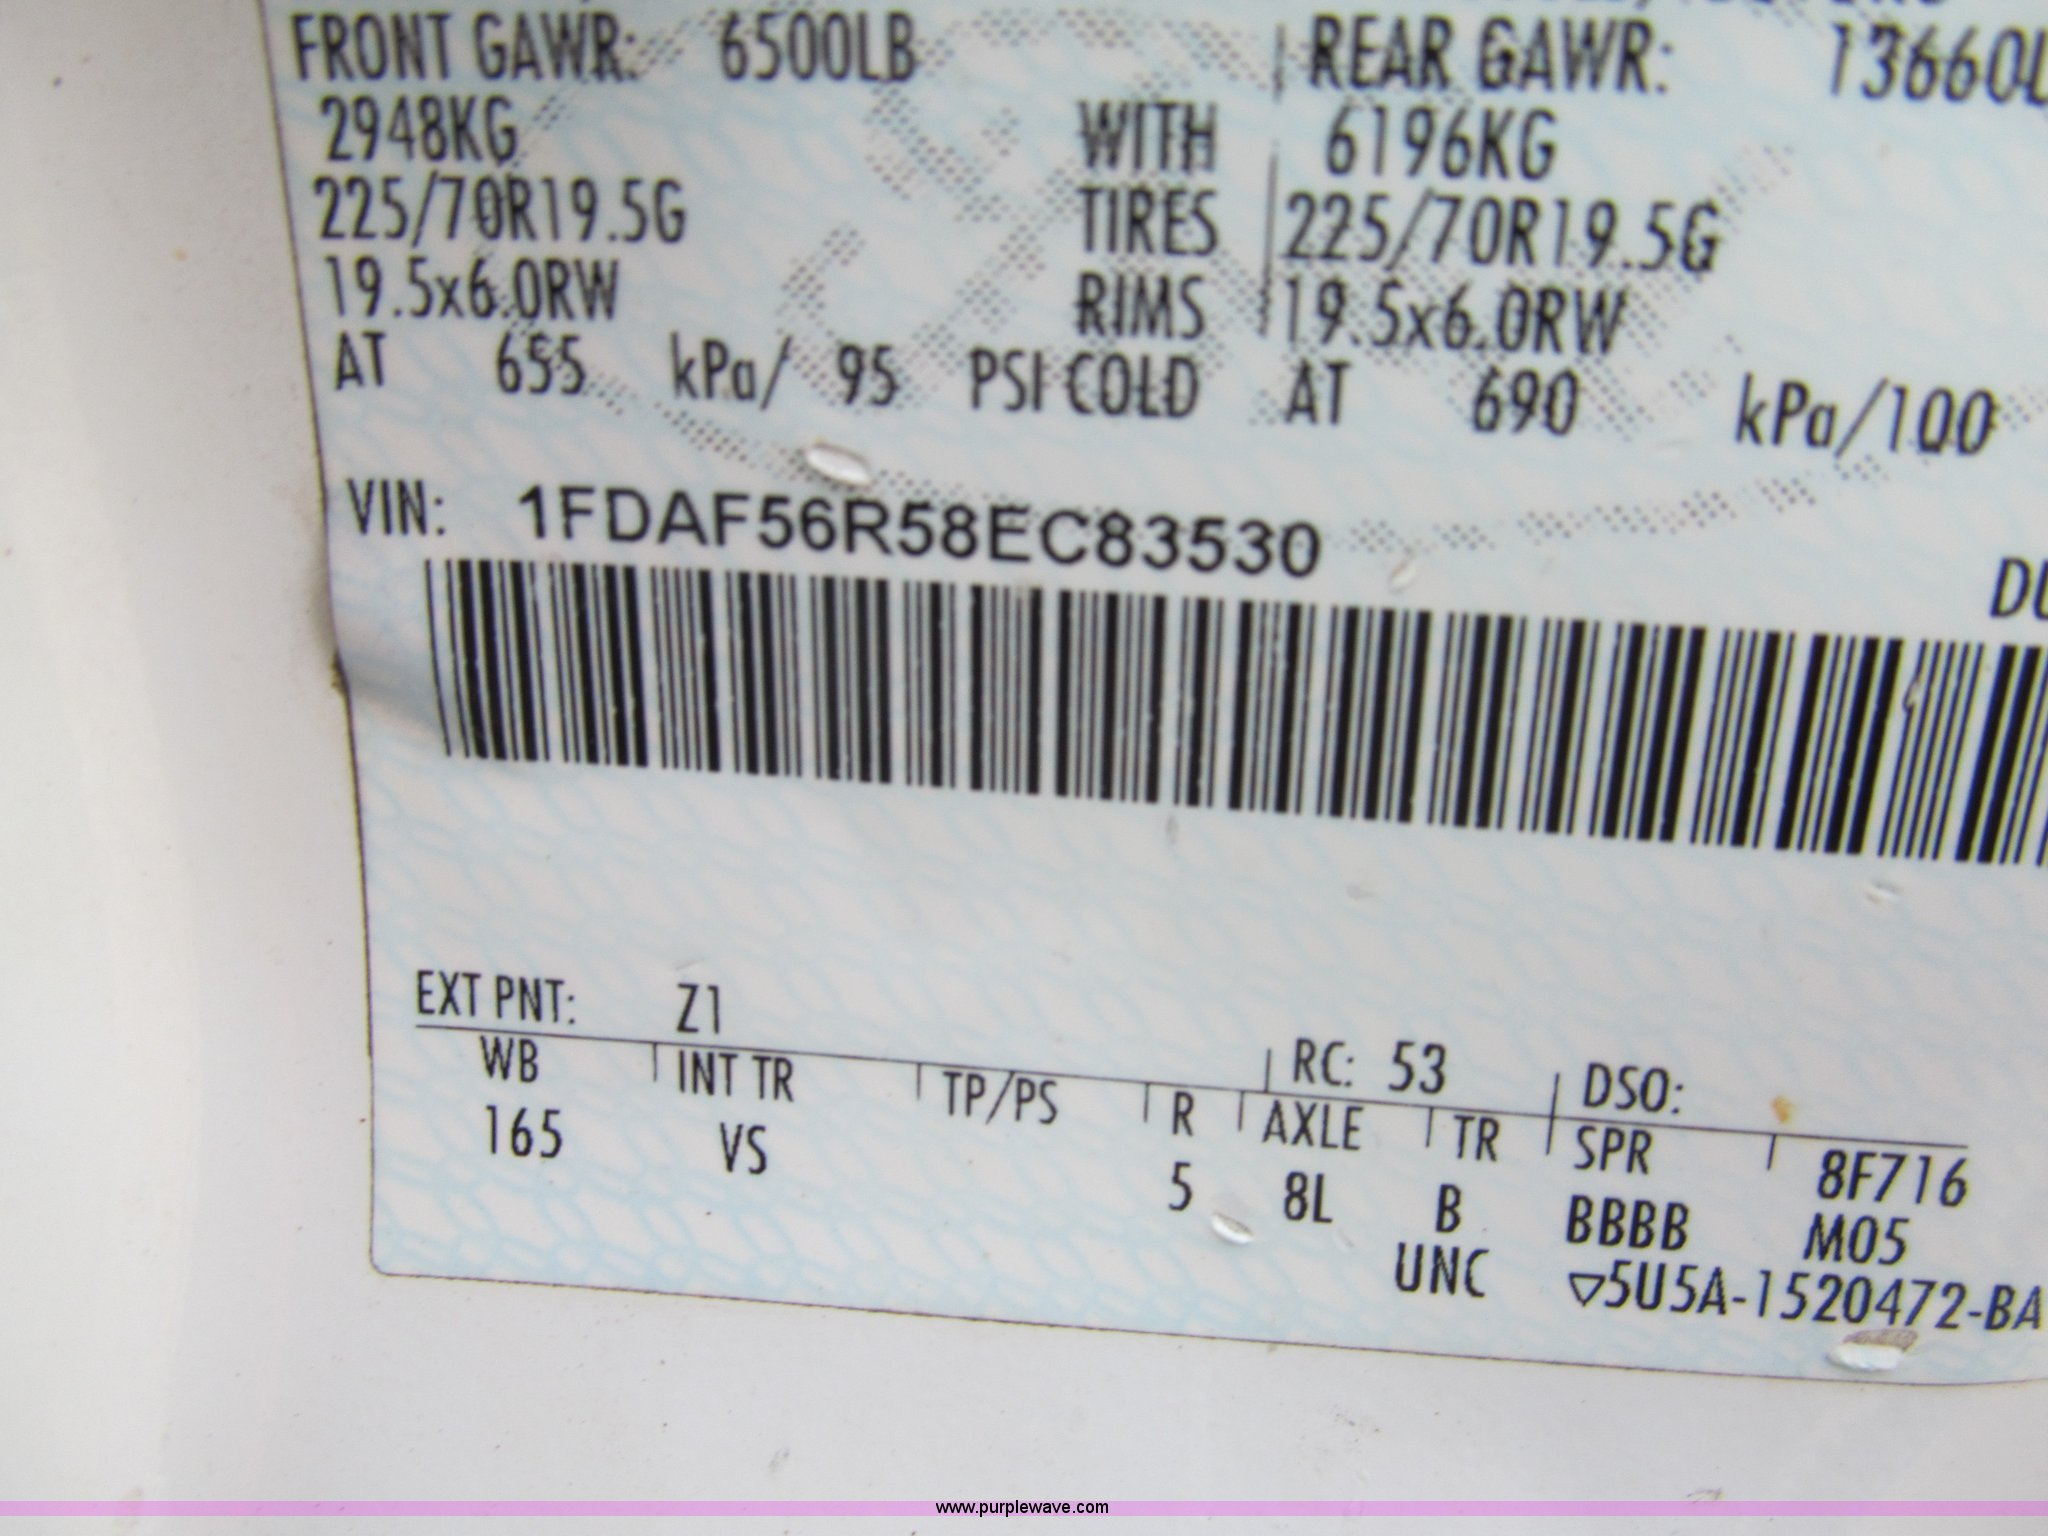 FRONT GAWR: 6500LB REAR GAWR: 13660L
2948KG WITH 6196KG
225/70R19.5G TIRES 225/70R19.5G
19.5x6.0RW RIMS 19.5x6.0RW
AT 655 kPa/ 95 PSI COLD AT 690 kPa/100
VIN: 1FDAF56R58EC83530
DU
EXT PNT: Z1 RC: 53 DSO:
WB INT TR TP/PS R AXLE TR SPR 8F716
165 VS 5 8L B BBBB M05
UNC ▽5U5A-1520472-BA
www.purplewave.com